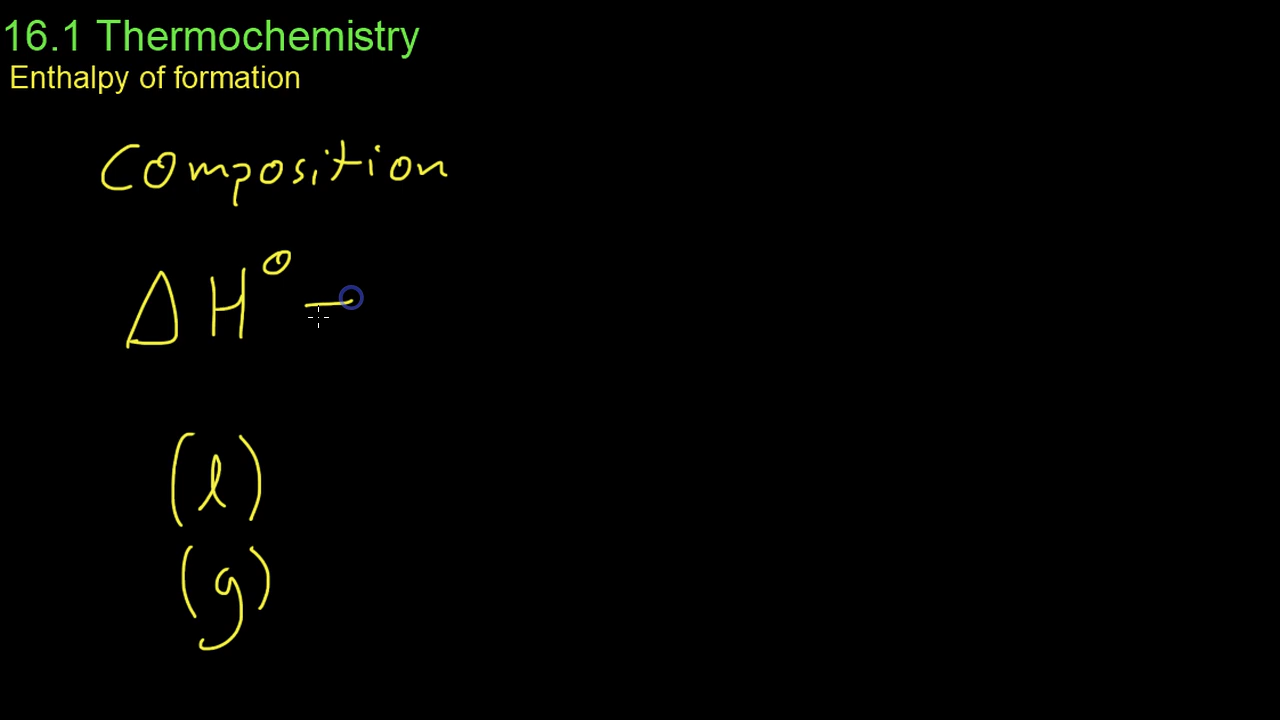 16.1 Thermochemistry
Enthalpy of formation
Composition
ΔH° –
(l)
(g)